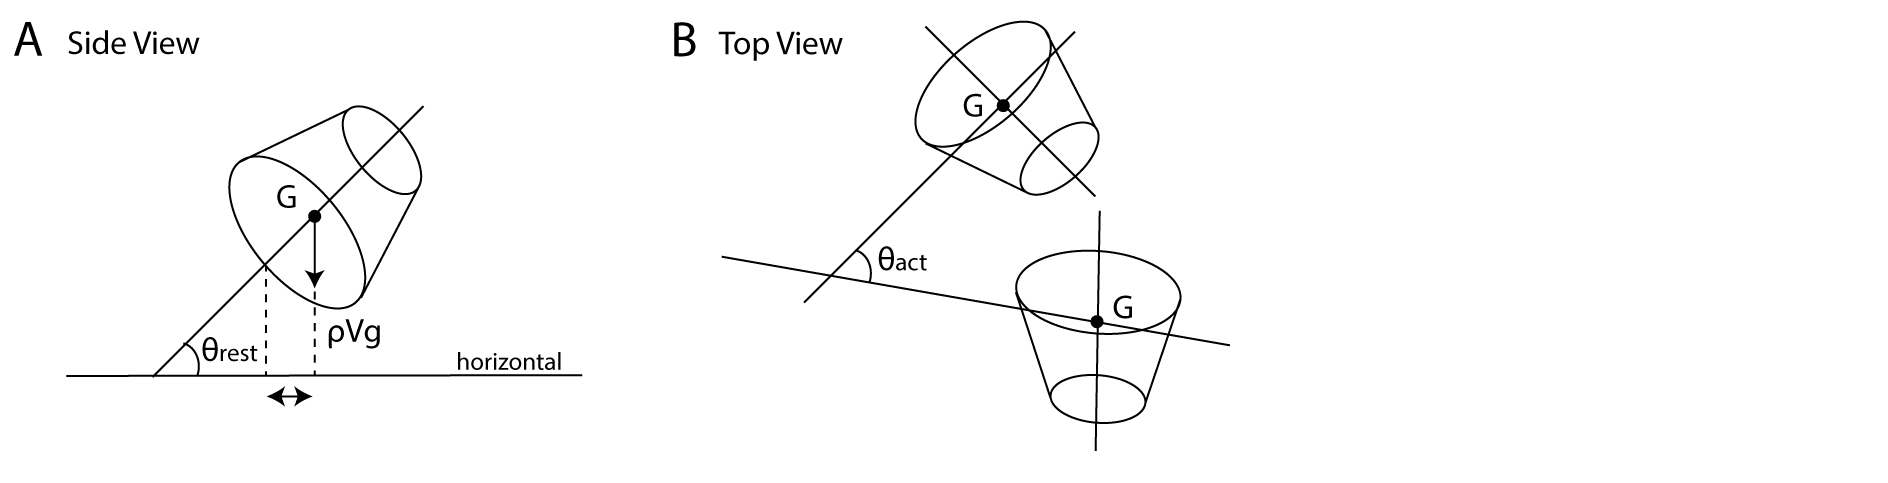 A Side View
G
θrest
ρVg
horizontal
B Top View
G
θact
G